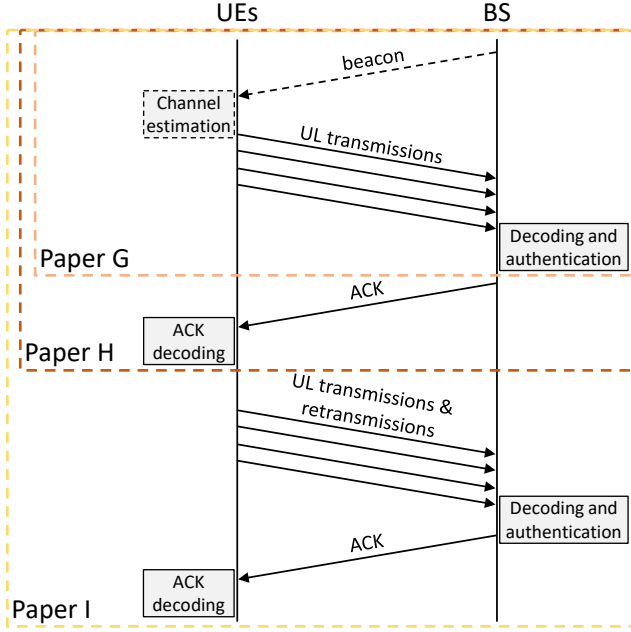 UEs
BS
beacon
Channel
estimation
UL transmissions
Decoding and
authentication
Paper G
ACK
ACK
decoding
Paper H
UL transmissions &
retransmissions
Decoding and
authentication
ACK
ACK
decoding
Paper I